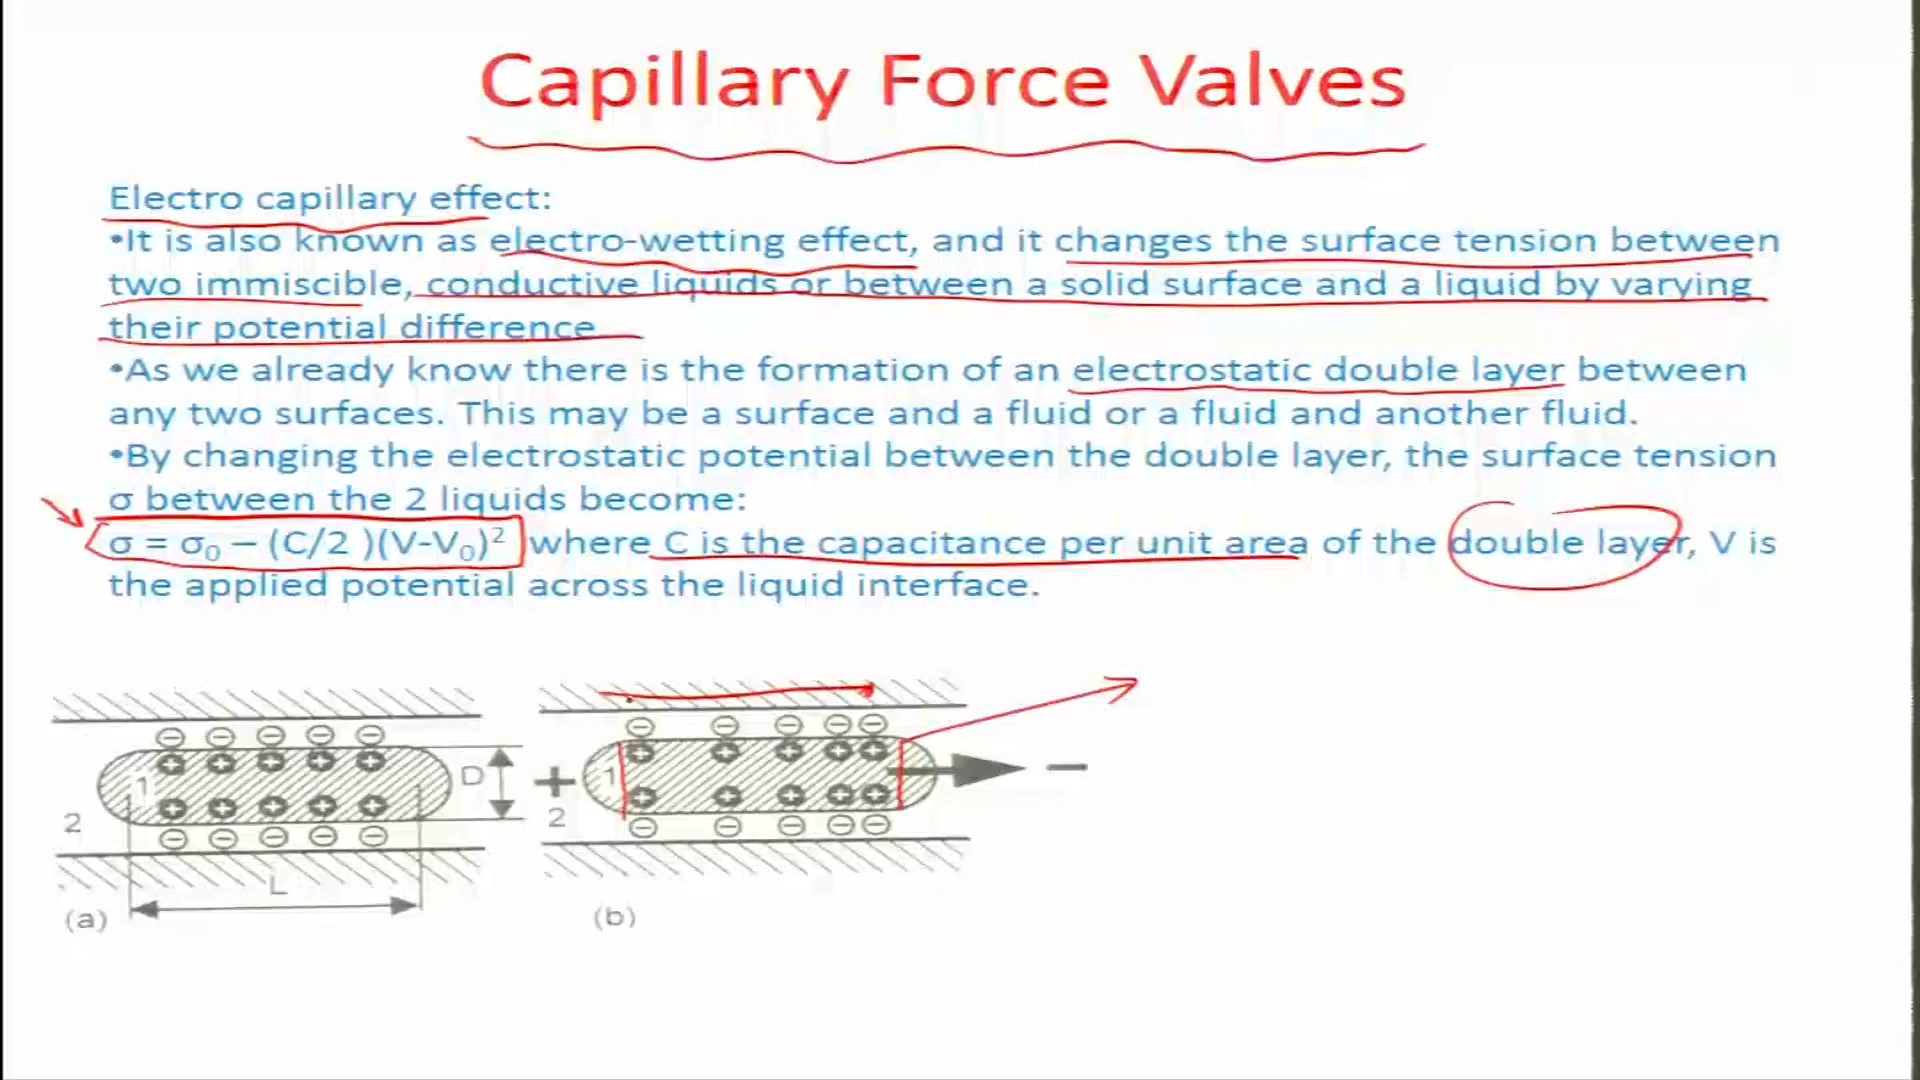 Capillary Force Valves
Electro capillary effect:
•It is also known as electro-wetting effect, and it changes the surface tension between
two immiscible, conductive liquids or between a solid surface and a liquid by varying
their potential difference
•As we already know there is the formation of an electrostatic double layer between
any two surfaces. This may be a surface and a fluid or a fluid and another fluid.
•By changing the electrostatic potential between the double layer, the surface tension
σ between the 2 liquids become:
σ = σ₀ – (C/2 )(V-V₀)² where C is the capacitance per unit area of the double layer, V is
the applied potential across the liquid interface.
1
2
D
L
(a)
+
1
2
−
(b)